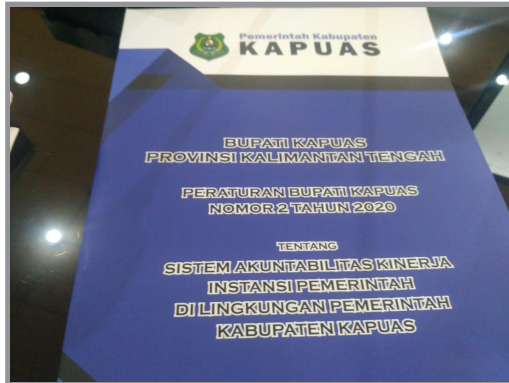 Pemerintah Kabupaten
KAPUAS
BUPATI KAPUAS
PROVINSI KALIMANTAN TENGAH
PERATURAN BUPATI KAPUAS
NOMOR 2 TAHUN 2020
TENTANG
SISTEM AKUNTABILITAS KINERJA
INSTANSI PEMERINTAH
DI LINGKUNGAN PEMERINTAH
KABUPATEN KAPUAS